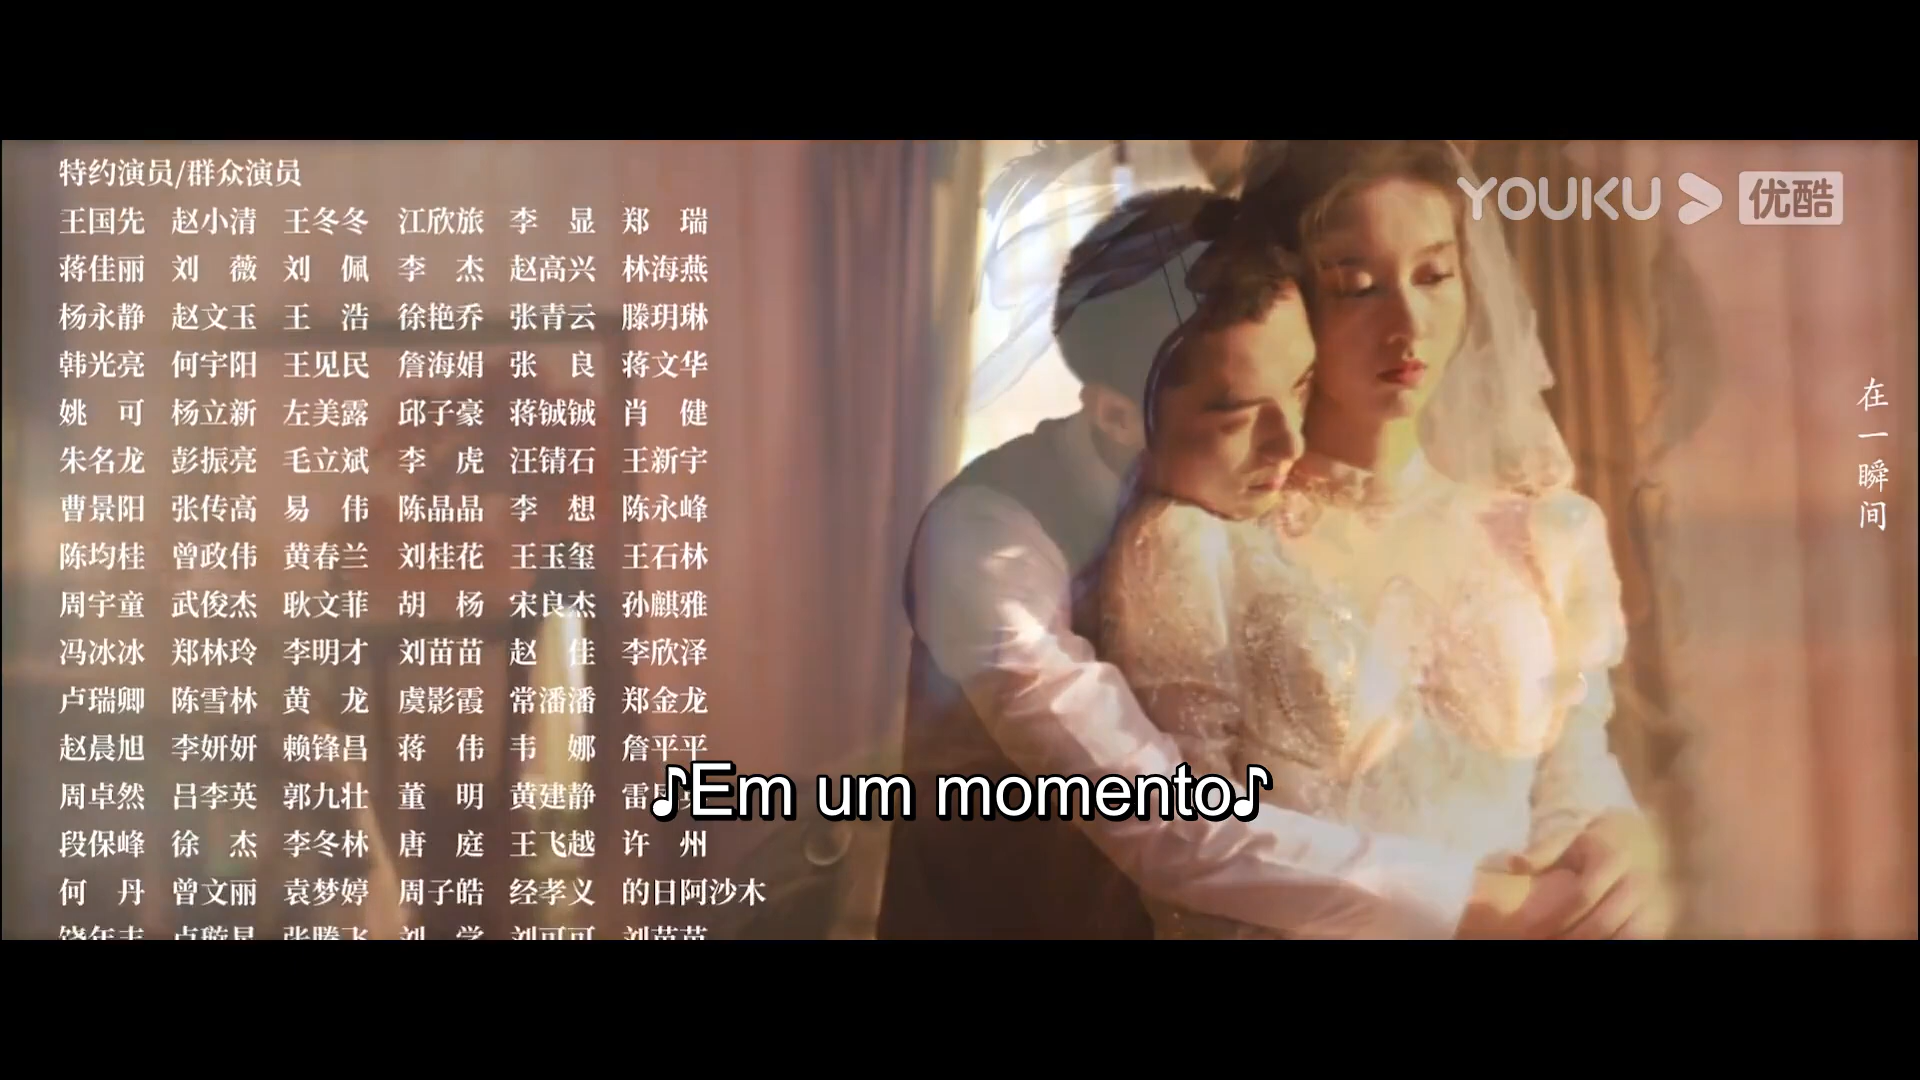 特约演员/群众演员
王国先 赵小清 王冬冬 江欣旅 李 显 郑 瑞
蒋佳丽 刘 薇 刘 佩 李 杰 赵高兴 林海燕
杨永静 赵文玉 王 浩 徐艳乔 张青云 滕玥琳
韩光亮 何宇阳 王见民 詹海娟 张 良 蒋文华
姚 可 杨立新 左美露 邱子豪 蒋铖铖 肖 健
朱名龙 彭振亮 毛立斌 李 虎 汪锖石 王新宇
曹景阳 张传高 易 伟 陈晶晶 李 想 陈永峰
陈均桂 曾政伟 黄春兰 刘桂花 王玉玺 王石林
周宇童 武俊杰 耿文菲 胡 杨 宋良杰 孙麒雅
冯冰冰 郑林玲 李明才 刘苗苗 赵 佳 李欣泽
卢瑞卿 陈雪林 黄 龙 虞影霞 常潘潘 郑金龙
赵晨旭 李妍妍 赖锋昌 蒋 伟 韦 娜 詹平平
周卓然 吕李英 郭九壮 董 明 黄建静 雷
段保峰 徐 杰 李冬林 唐 庭 王飞越 许 州
何 丹 曾文丽 袁梦婷 周子皓 经孝义 的日阿沙木
YOUKU 优酷
在一瞬间
♪Em um momento♪